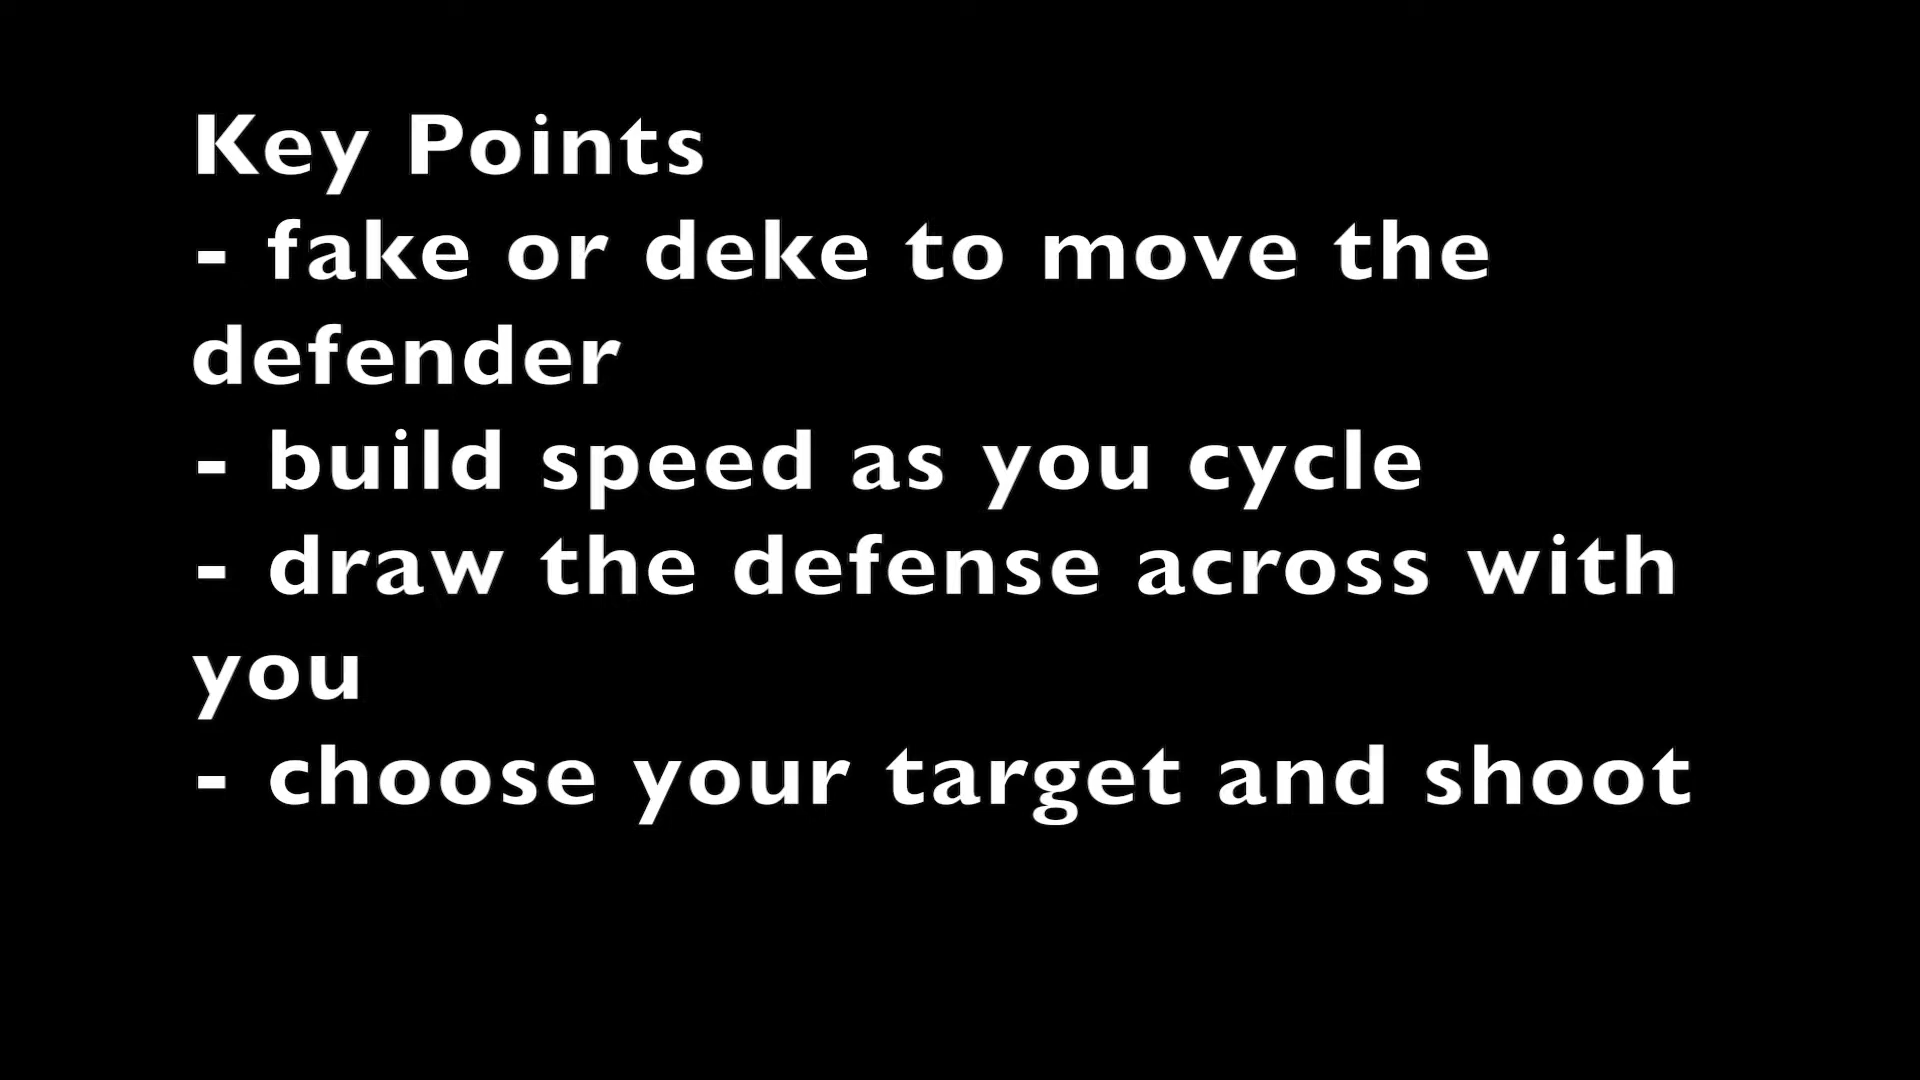 Key Points
- fake or deke to move the
defender
- build speed as you cycle
- draw the defense across with
you
- choose your target and shoot